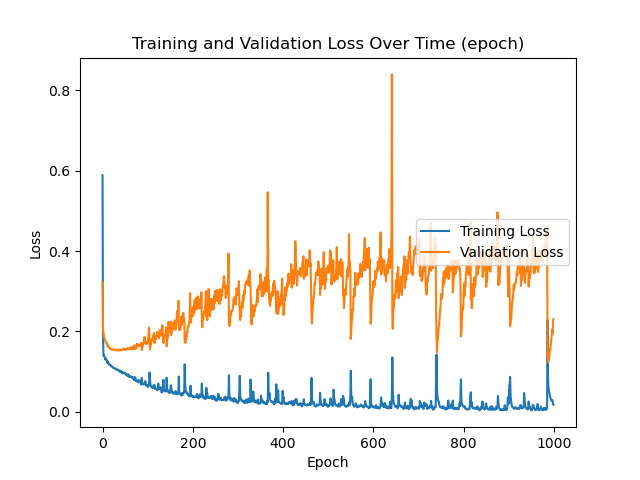 Training and Validation Loss Over Time (epoch)
Loss
0.8
0.6
0.4
0.2
0.0
Training Loss
Validation Loss
0
200
400
600
800
1000
Epoch